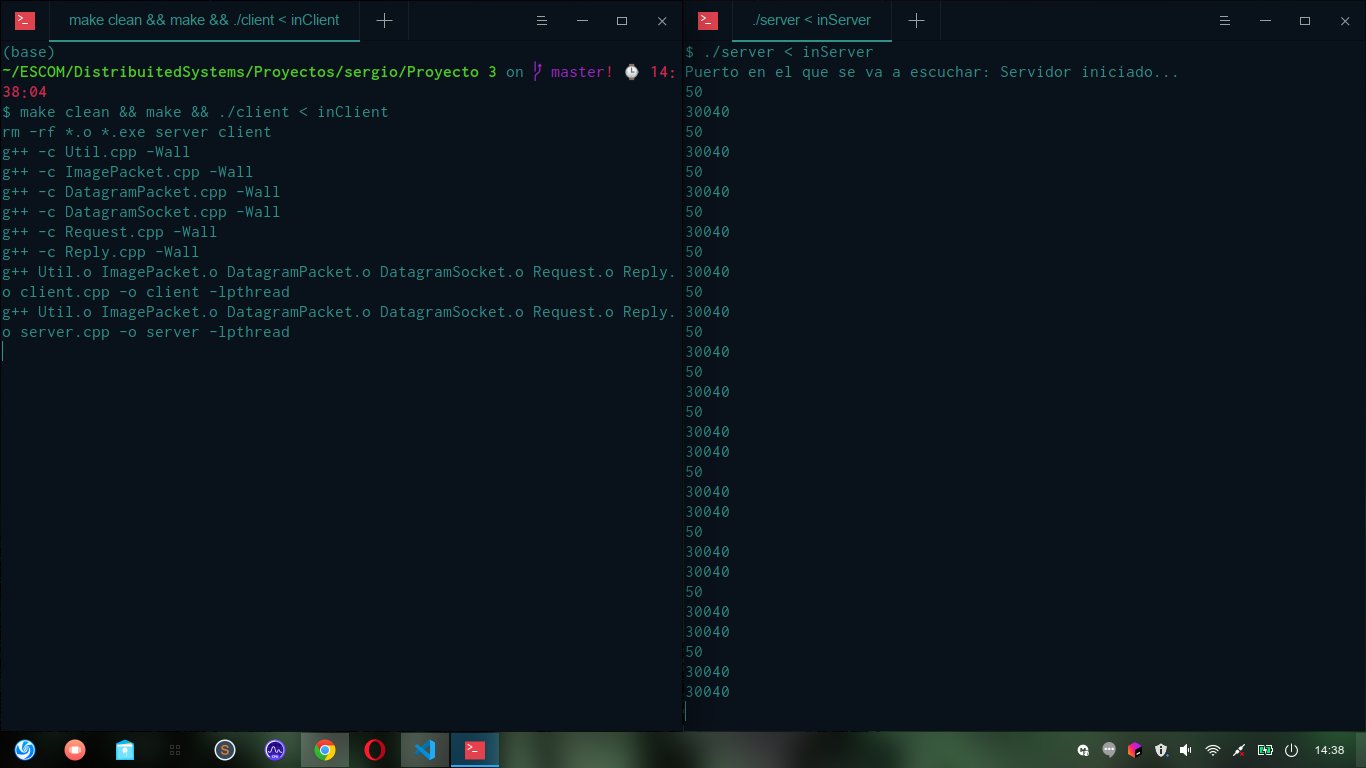 make clean && make && ./client < inClient
(base)
~/ESCOM/DistribuitedSystems/Proyectos/sergio/Proyecto 3 on master! 14:
38:04
$ make clean && make && ./client < inClient
rm -rf *.o *.exe server client
g++ -c Util.cpp -Wall
g++ -c ImagePacket.cpp -Wall
g++ -c DatagramPacket.cpp -Wall
g++ -c DatagramSocket.cpp -Wall
g++ -c Request.cpp -Wall
g++ -c Reply.cpp -Wall
g++ Util.o ImagePacket.o DatagramPacket.o DatagramSocket.o Request.o Reply.
o client.cpp -o client -lpthread
g++ Util.o ImagePacket.o DatagramPacket.o DatagramSocket.o Request.o Reply.
o server.cpp -o server -lpthread
./server < inServer
$ ./server < inServer
Puerto en el que se va a escuchar: Servidor iniciado...
50
30040
50
30040
50
30040
50
30040
50
30040
50
30040
50
30040
50
30040
50
30040
30040
50
30040
30040
50
30040
30040
50
30040
30040
50
30040
30040
14:38